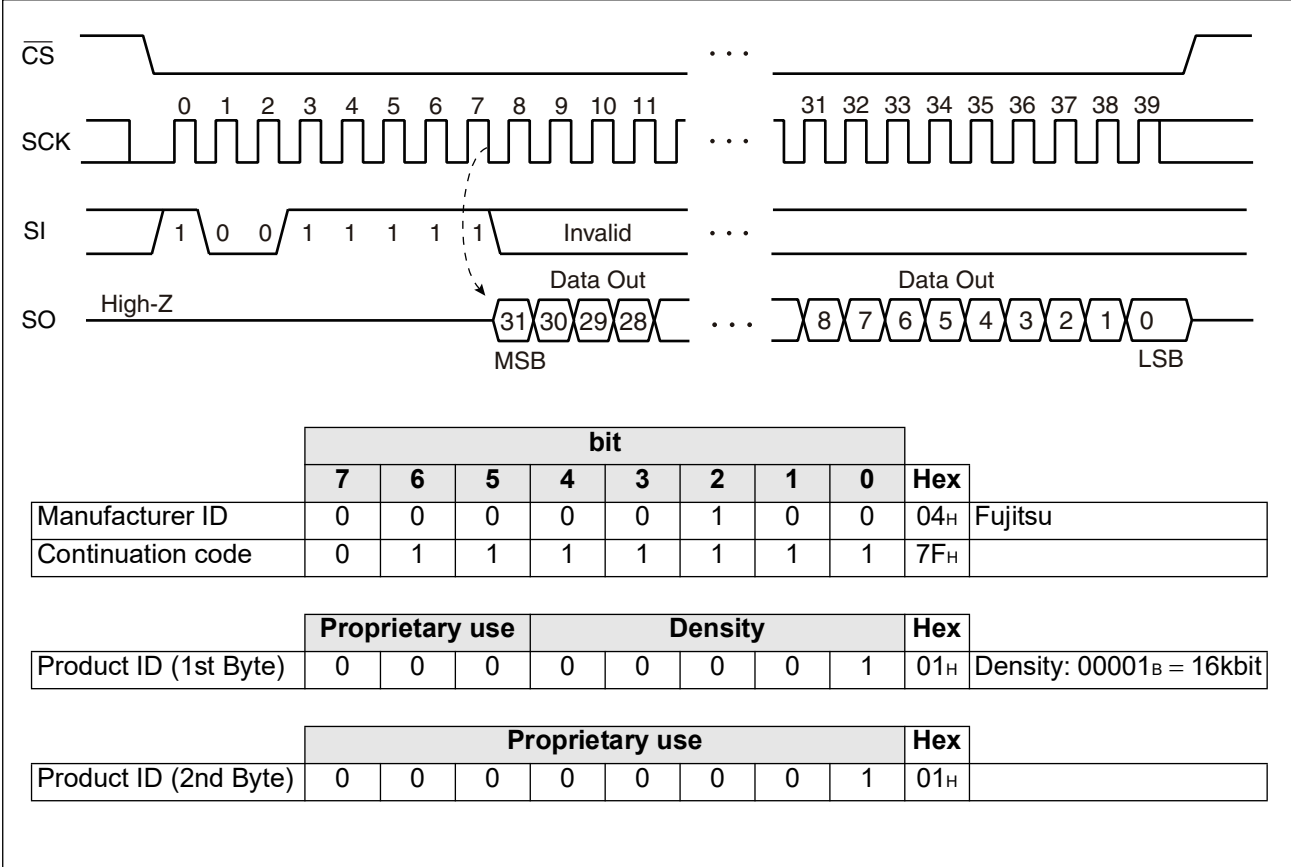 CS
· · ·
0 1 2 3 4 5 6 7 8 9 10 11 31 32 33 34 35 36 37 38 39
SCK · · ·
SI 1 0 0 1 1 1 1 1 Invalid · · ·
Data Out Data Out
High-Z
SO 31 30 29 28 · · · 8 7 6 5 4 3 2 1 0
MSB LSB
bit
7 6 5 4 3 2 1 0 Hex
Manufacturer ID 0 0 0 0 0 1 0 0 04H Fujitsu
Continuation code 0 1 1 1 1 1 1 1 7FH
Proprietary use Density Hex
Product ID (1st Byte) 0 0 0 0 0 0 0 1 01H Density: 00001B = 16kbit
Proprietary use Hex
Product ID (2nd Byte) 0 0 0 0 0 0 0 1 01H